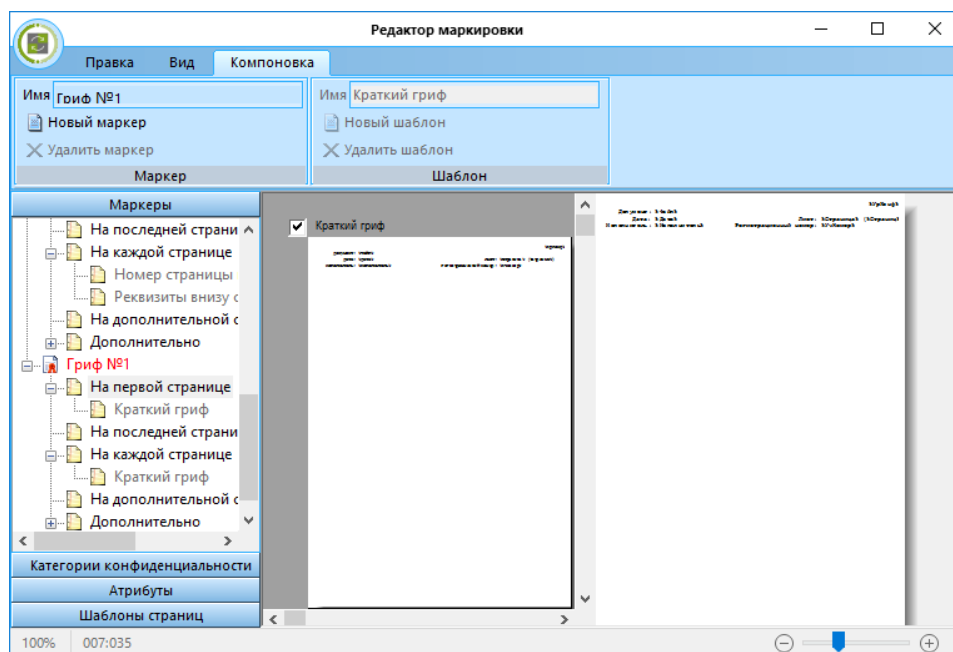 Редактор маркировки
Правка Вид Компоновка
Имя Гриф №1
Новый маркер
Удалить маркер
Маркер
Имя Краткий гриф
Новый шаблон
Удалить шаблон
Шаблон
Маркеры
На последней страни
На каждой странице
Номер страницы
Реквизиты внизу с
На дополнительной с
Дополнительно
Гриф №1
На первой странице
Краткий гриф
На последней страни
На каждой странице
Краткий гриф
На дополнительной с
Дополнительно
Категории конфиденциальности
Атрибуты
Шаблоны страниц
Краткий гриф
100% 007:035